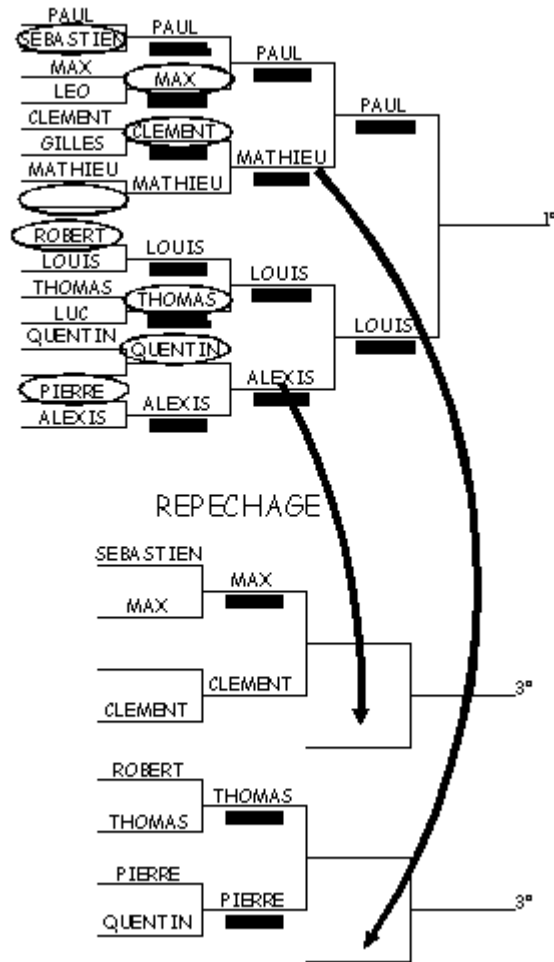 PAUL
SEBASTIEN
PAUL
MAX
MAX
LEO
CLEMENT
CLEMENT
GILLES
MATHIEU
MATHIEU
MATHIEU
PAUL
1°
ROBERT
LOUIS
LOUIS
LOUIS
THOMAS
THOMAS
LUC
QUENTIN
QUENTIN
LOUIS
PIERRE
ALEXIS
ALEXIS
ALEXIS
REPECHAGE
SEBASTIEN
MAX
MAX
CLEMENT
CLEMENT
3°
ROBERT
THOMAS
THOMAS
PIERRE
PIERRE
QUENTIN
3°